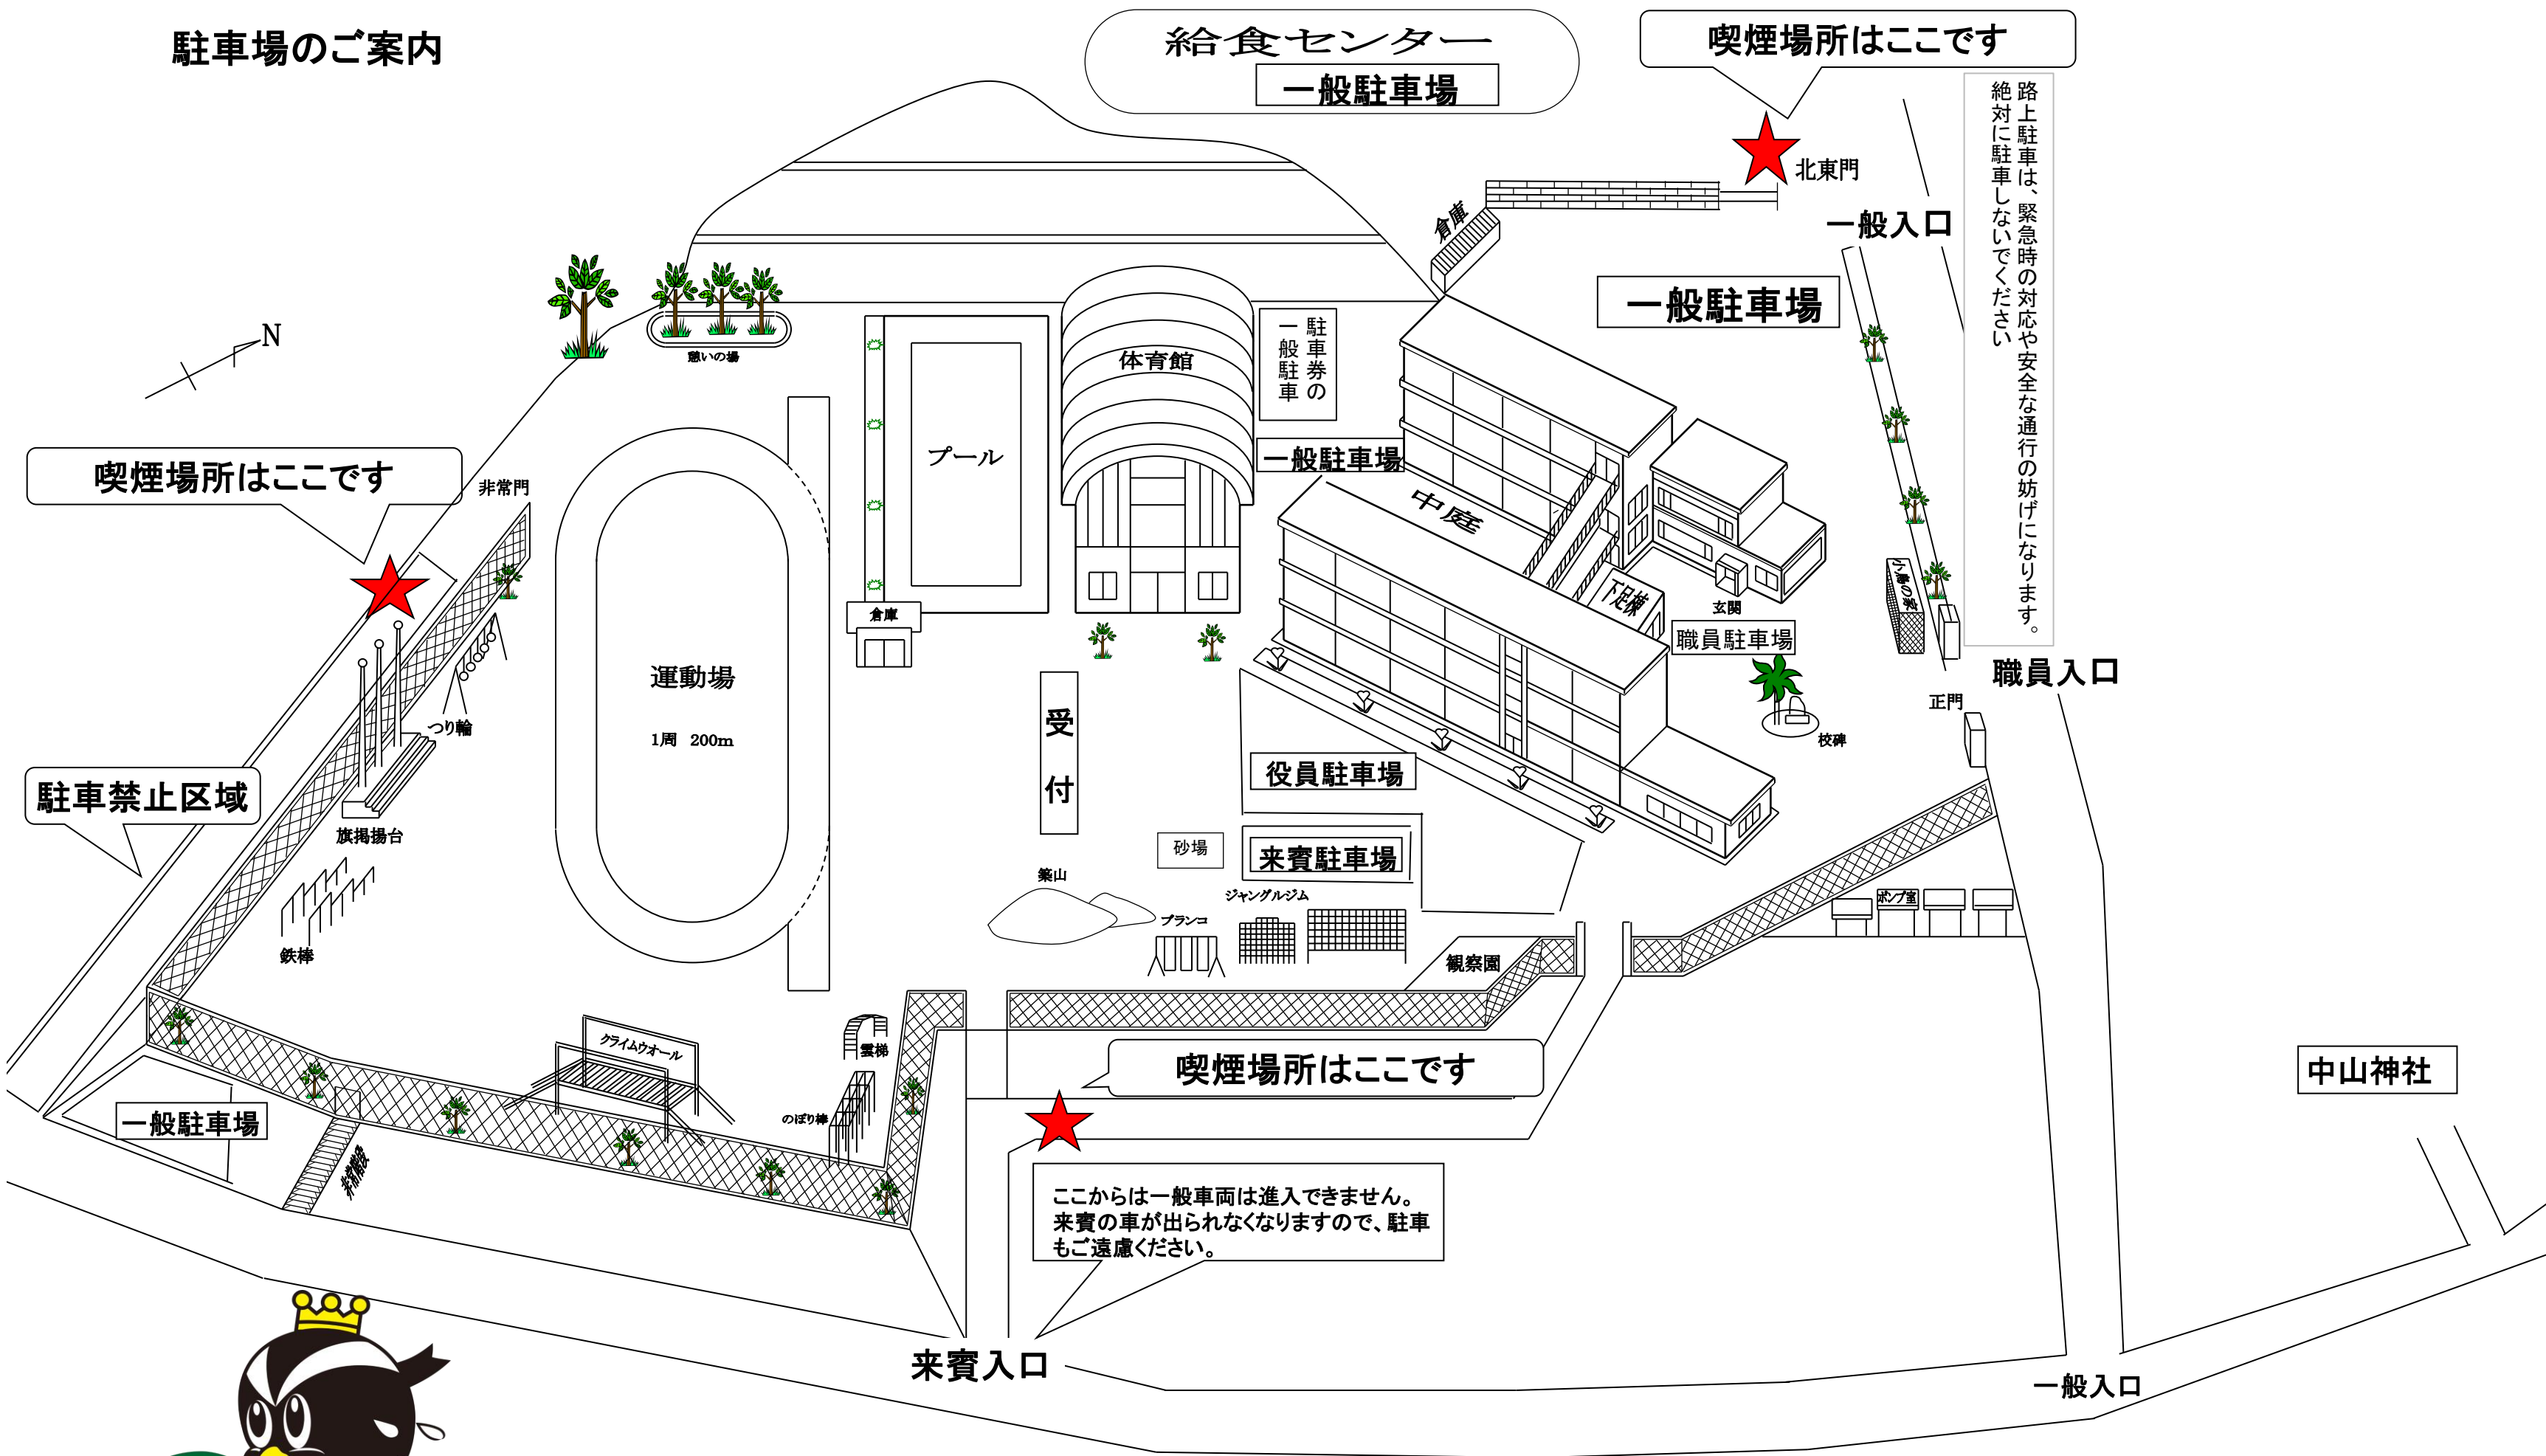 駐車場のご案内
給食センター
一般駐車場
喫煙場所はここです
路上駐車は、緊急時の対応や安全な通行の妨げになります。
絶対に駐車しないでください
北東門
倉庫
一般入口
一般駐車場
N
憩いの場
体育館
駐車券の
一般駐車
一般駐車場
プール
中庭
喫煙場所はここです
非常門
下足棟
玄関
小鳥の家
職員駐車場
職員入口
倉庫
運動場
1周 200m
つり輪
受付
正門
校碑
役員駐車場
駐車禁止区域
旗掲揚台
砂場
来賓駐車場
築山
ジャングルジム
ブランコ
ポンプ室
鉄棒
観察園
クライムウオール
雲梯
喫煙場所はここです
中山神社
一般駐車場
のぼり棒
非常階段
ここからは一般車両は進入できません。
来賓の車が出られなくなりますので、駐車
もご遠慮ください。
来賓入口
一般入口